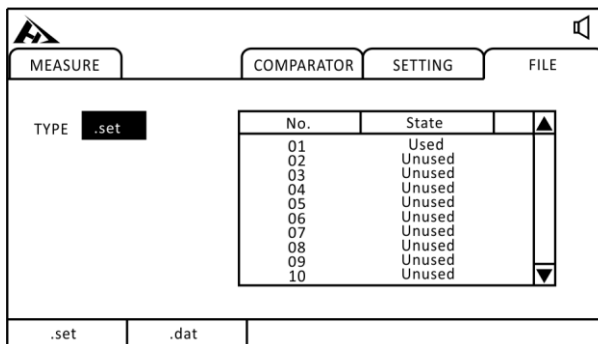 MEASURE COMPARATOR SETTING FILE
TYPE .set
No. State
01 Used
02 Unused
03 Unused
04 Unused
05 Unused
06 Unused
07 Unused
08 Unused
09 Unused
10 Unused
.set .dat